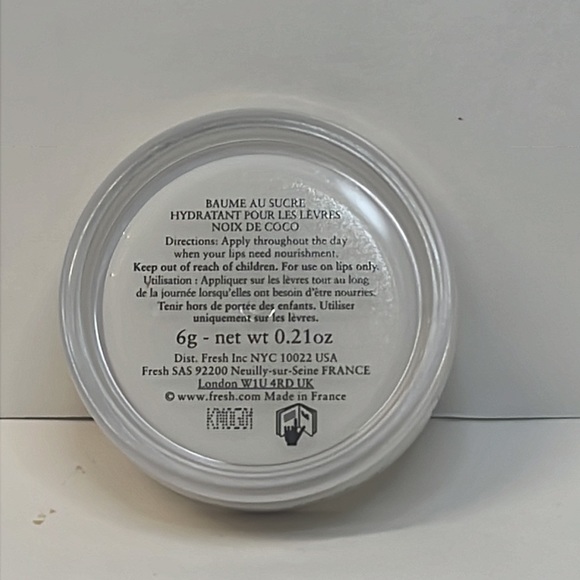 BAUME AU SUCRE
HYDRATANT POUR LES LÈVRES
NOIX DE COCO
Directions: Apply throughout the day
when your lips need nourishment.
Keep out of reach of children. For use on lips only.
Utilisation : Appliquer sur les lèvres tout au long
de la journée lorsqu'elles ont besoin d'être nourries.
Tenir hors de portée des enfants. Utiliser
uniquement sur les lèvres.
6g - net wt 0.21oz
Dist. Fresh Inc NYC 10022 USA
Fresh SAS 92200 Neuilly-sur-Seine FRANCE
London W1U 4RD UK
© www.fresh.com Made in France